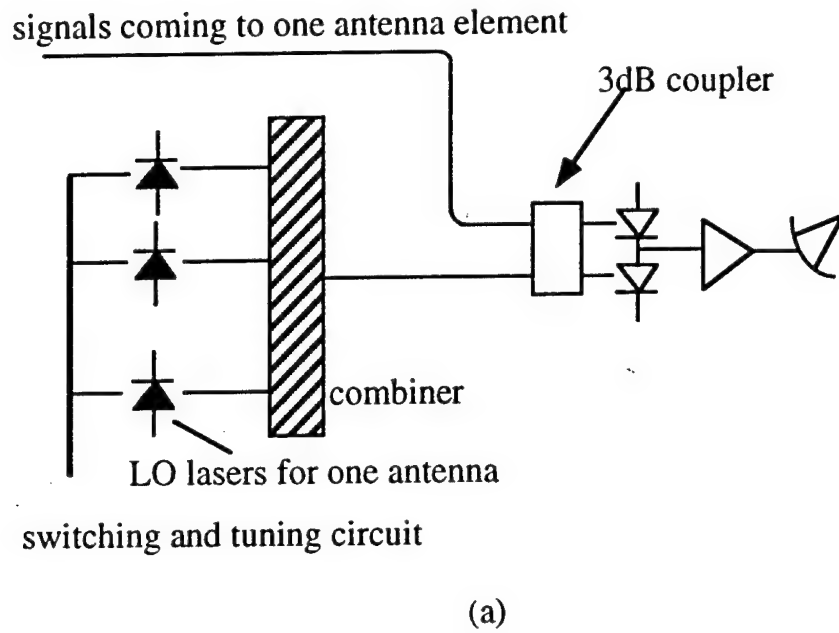 signals coming to one antenna element
3dB coupler
combiner
LO lasers for one antenna
switching and tuning circuit
(a)